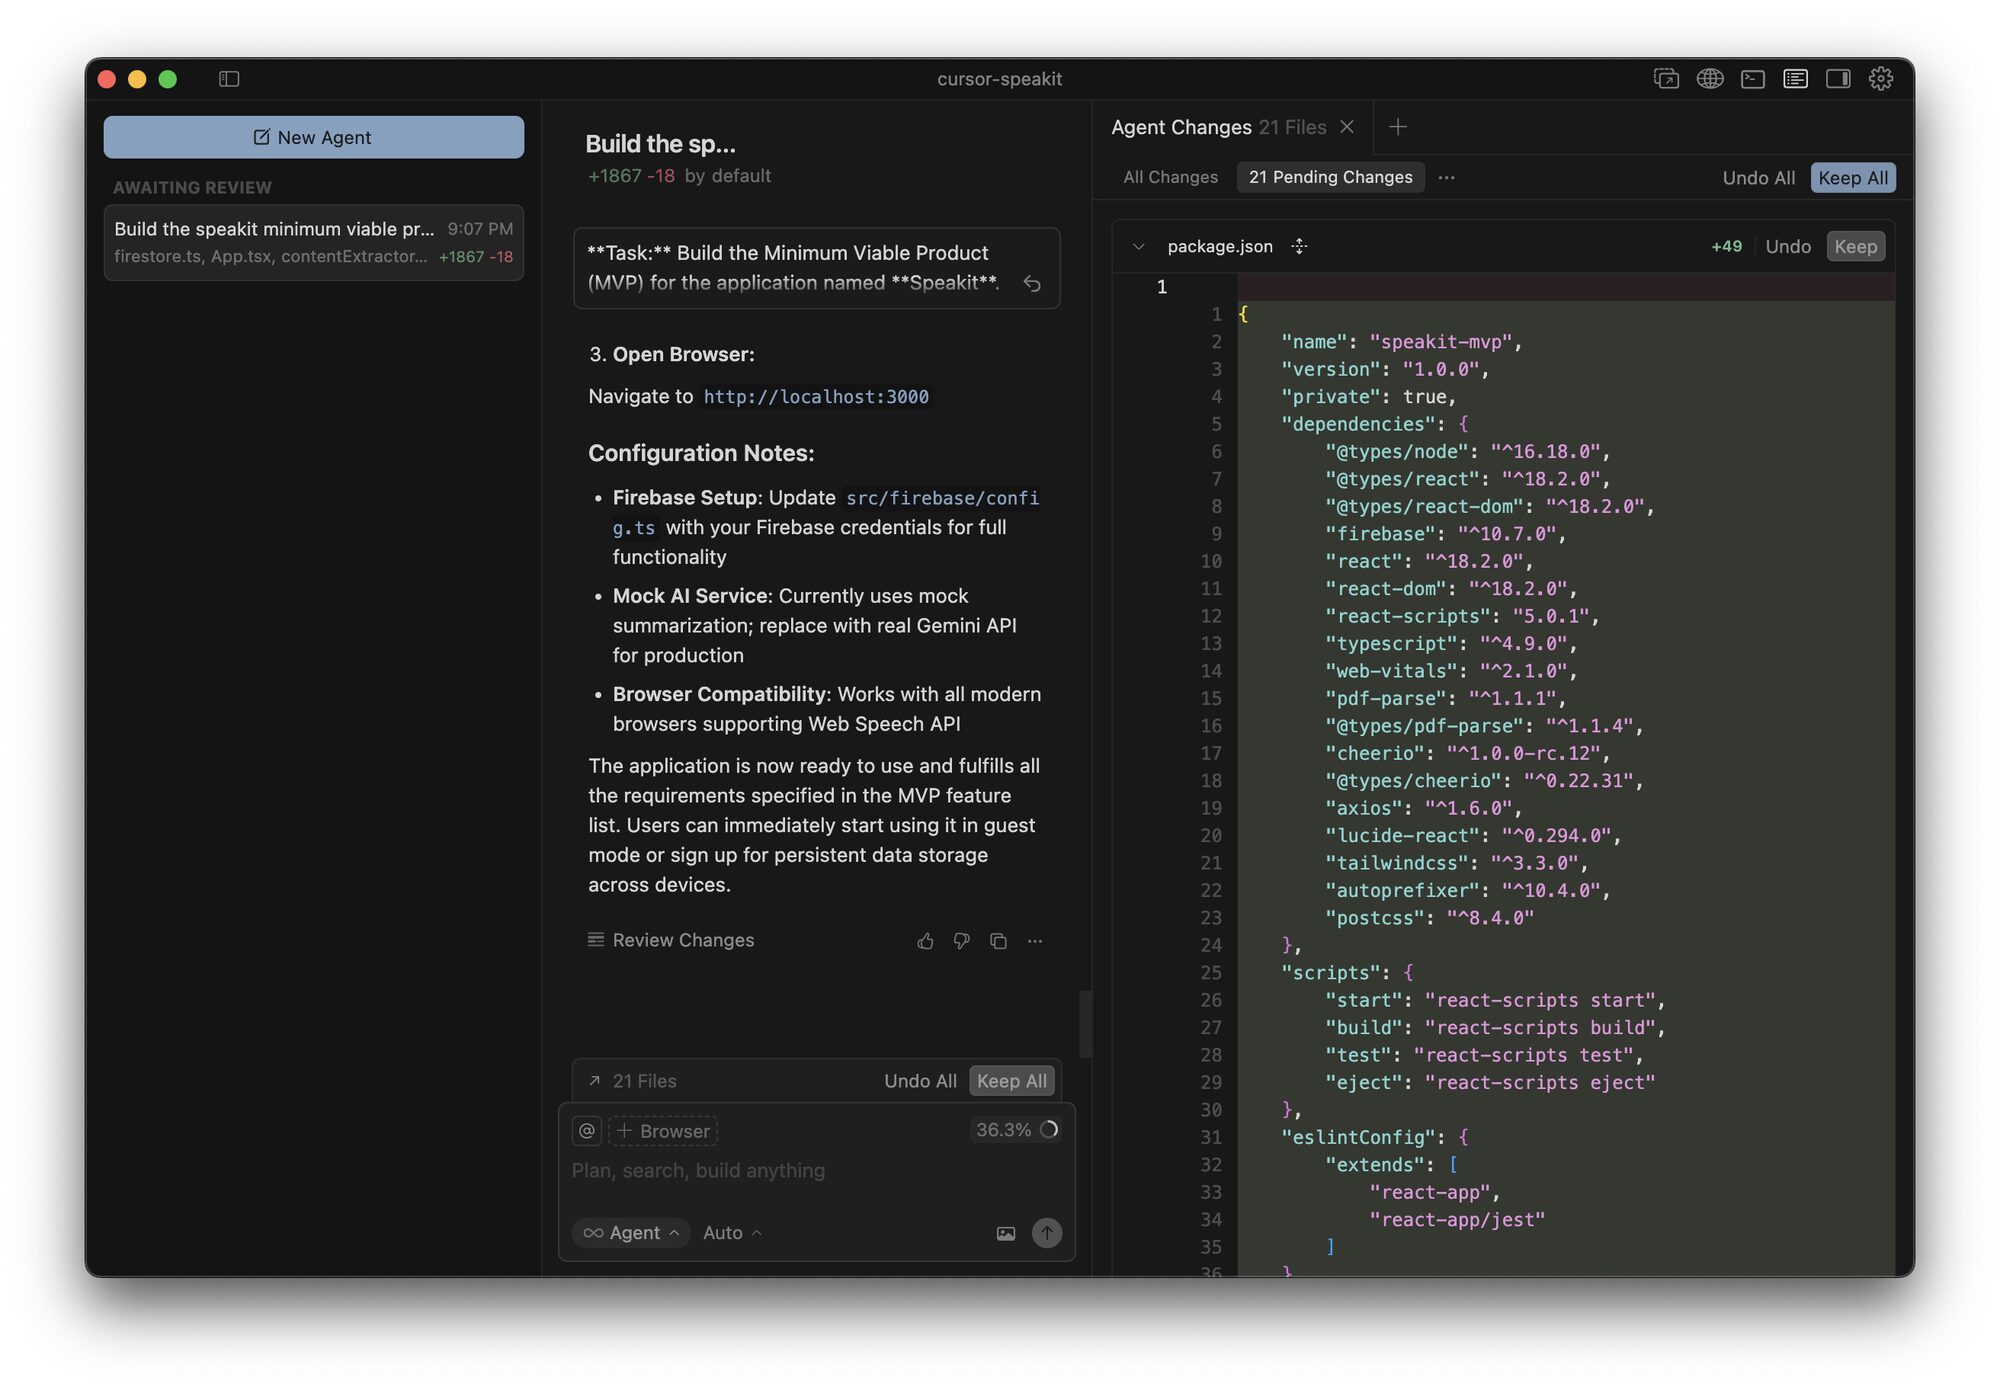 cursor-speakit
New Agent
AWAITING REVIEW
Build the speakit minimum viable pr... 9:07 PM
firestore.ts, App.tsx, contentExtractor... +1867 -18
Build the sp...
+1867 -18 by default
**Task:** Build the Minimum Viable Product
(MVP) for the application named **Speakit**.
3. Open Browser:
Navigate to http://localhost:3000
Configuration Notes:
• Firebase Setup: Update src/firebase/confi
g.ts with your Firebase credentials for full
functionality
• Mock AI Service: Currently uses mock
summarization; replace with real Gemini API
for production
• Browser Compatibility: Works with all modern
browsers supporting Web Speech API
The application is now ready to use and fulfills all
the requirements specified in the MVP feature
list. Users can immediately start using it in guest
mode or sign up for persistent data storage
across devices.
Review Changes
21 Files Undo All Keep All
@ + Browser 36.3%
Plan, search, build anything
Agent Auto
Agent Changes 21 Files
All Changes 21 Pending Changes ... Undo All Keep All
package.json +49 Undo Keep
1
1 {
2 "name": "speakit-mvp",
3 "version": "1.0.0",
4 "private": true,
5 "dependencies": {
6 "@types/node": "^16.18.0",
7 "@types/react": "^18.2.0",
8 "@types/react-dom": "^18.2.0",
9 "firebase": "^10.7.0",
10 "react": "^18.2.0",
11 "react-dom": "^18.2.0",
12 "react-scripts": "5.0.1",
13 "typescript": "^4.9.0",
14 "web-vitals": "^2.1.0",
15 "pdf-parse": "^1.1.1",
16 "@types/pdf-parse": "^1.1.4",
17 "cheerio": "^1.0.0-rc.12",
18 "@types/cheerio": "^0.22.31",
19 "axios": "^1.6.0",
20 "lucide-react": "^0.294.0",
21 "tailwindcss": "^3.3.0",
22 "autoprefixer": "^10.4.0",
23 "postcss": "^8.4.0"
24 },
25 "scripts": {
26 "start": "react-scripts start",
27 "build": "react-scripts build",
28 "test": "react-scripts test",
29 "eject": "react-scripts eject"
30 },
31 "eslintConfig": {
32 "extends": [
33 "react-app",
34 "react-app/jest"
35 ]
36 }